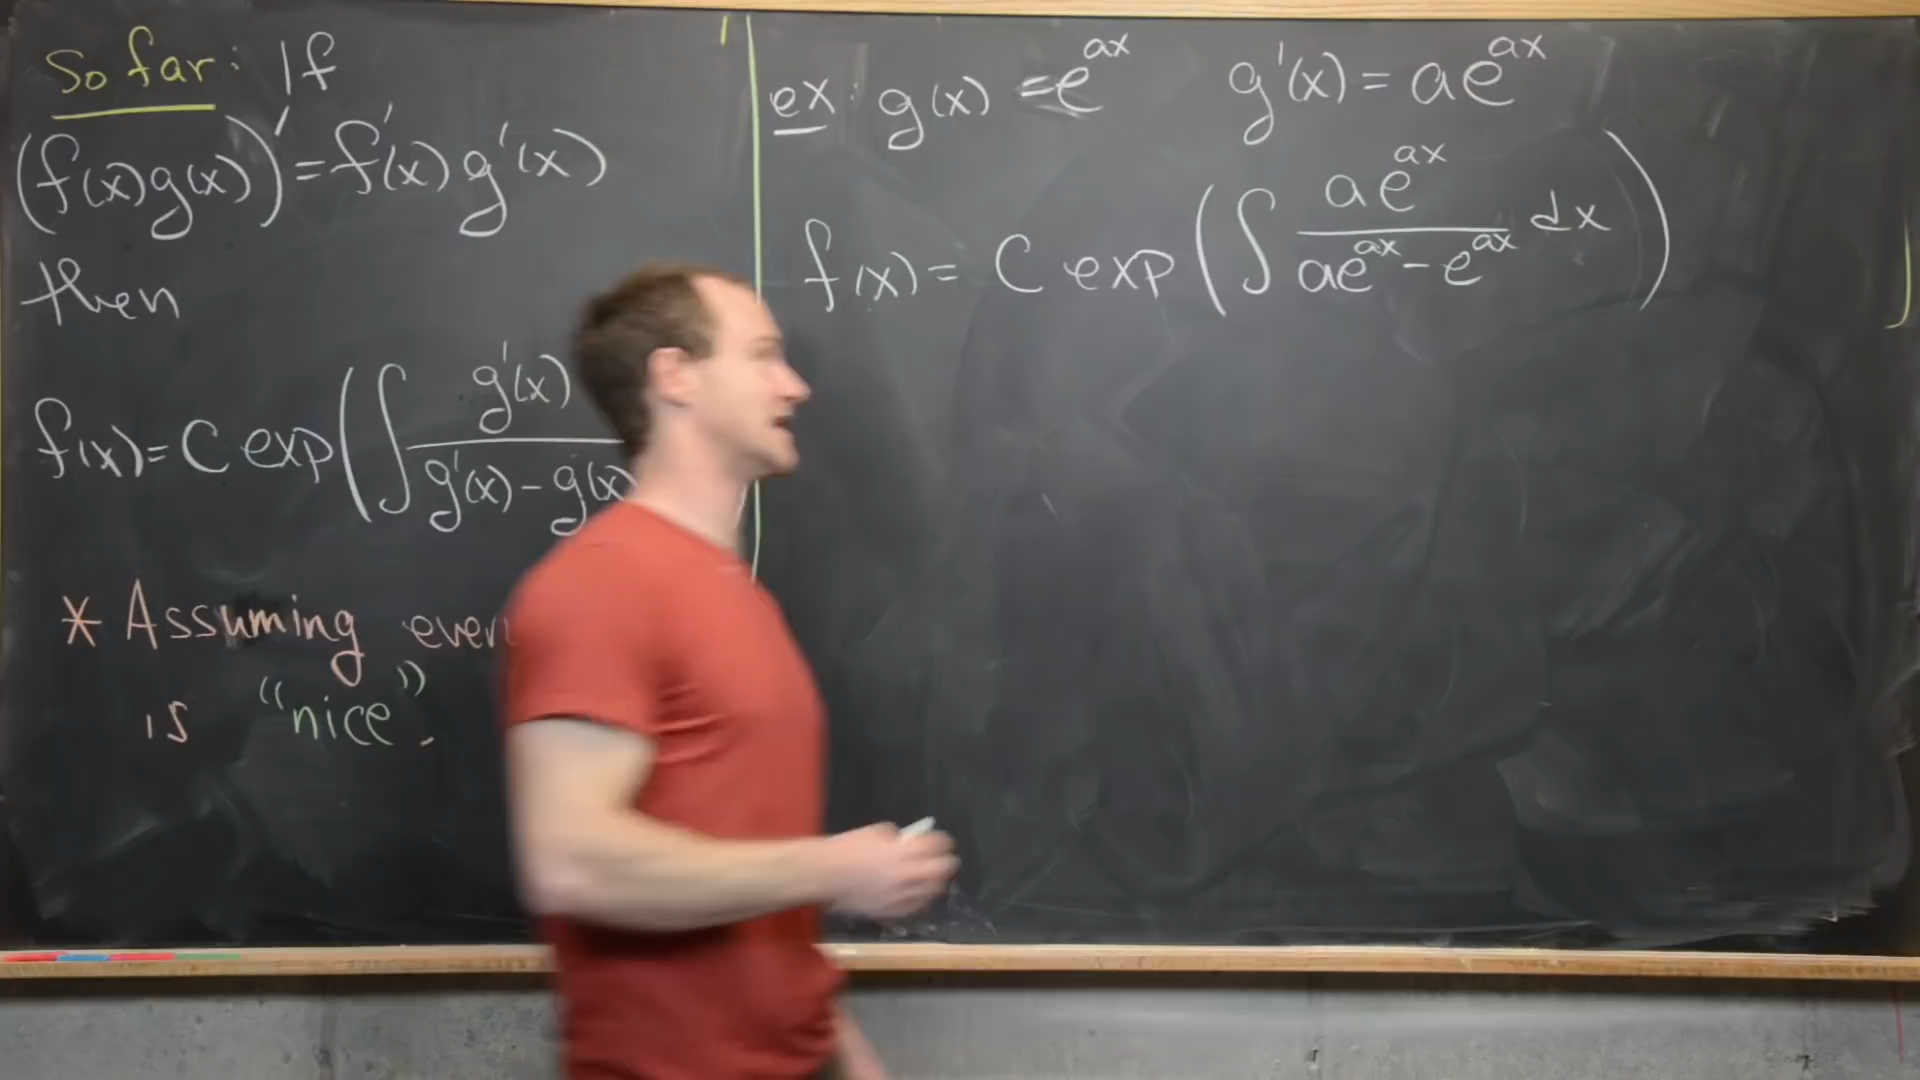 So far: If
(f(x)g(x))' = f'(x)g'(x)
then
f(x) = C exp(∫ g'(x) / g'(x) - g(x)
* Assuming
is "nice".
ex: g(x) = e^{ax} g'(x) = ae^{ax}
f(x) = C exp(∫ ae^{ax} / ae^{ax} - e^{ax} dx)